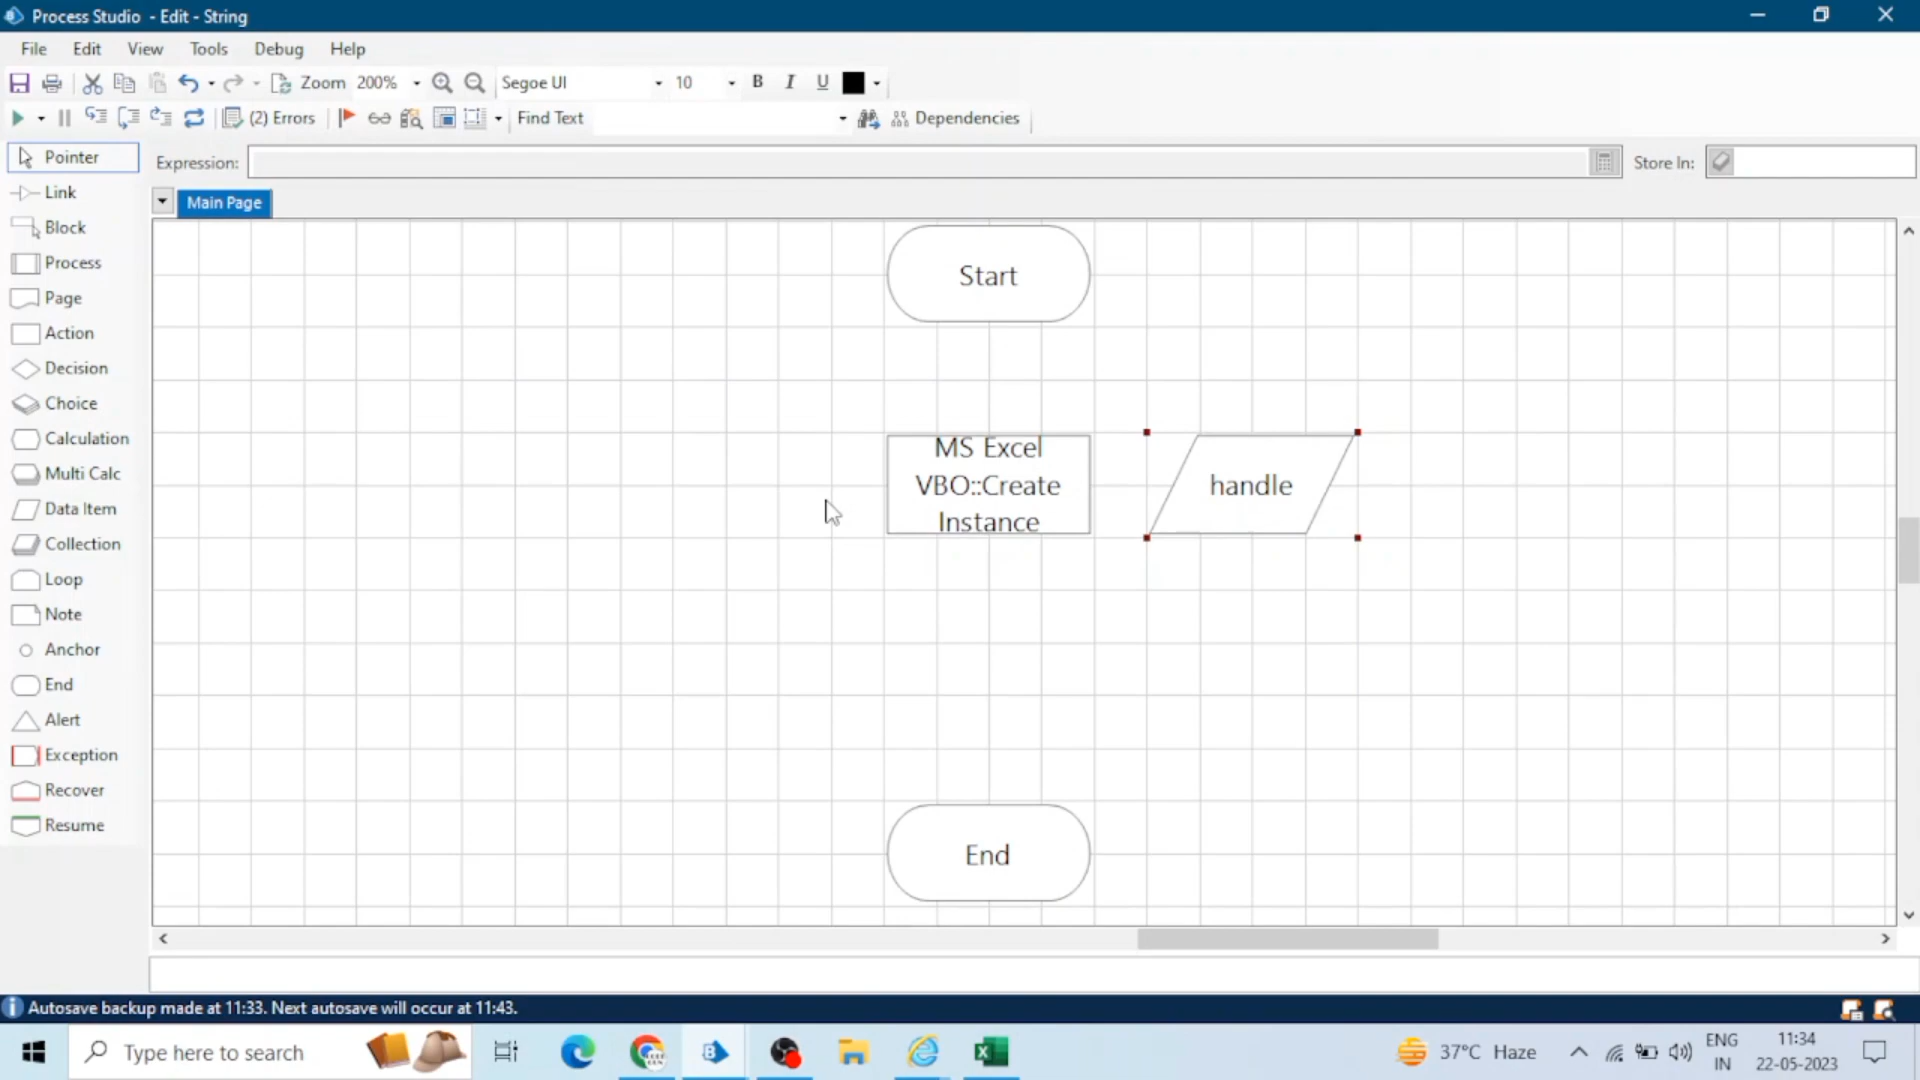 Process Studio - Edit - String
File Edit View Tools Debug Help
Zoom 200% Segoe UI 10 B I U
(2) Errors Find Text Dependencies
Pointer
Expression: Store In:
Link
Main Page
Block
Process
Page
Action
Decision
Choice
Calculation
Multi Calc
Data Item
Collection
Loop
Note
Anchor
End
Alert
Exception
Recover
Resume
Start
MS Excel
VBO::Create
Instance
handle
End
Autosave backup made at 11:33. Next autosave will occur at 11:43.
Type here to search
37°C Haze
ENG
IN
11:34
22-05-2023